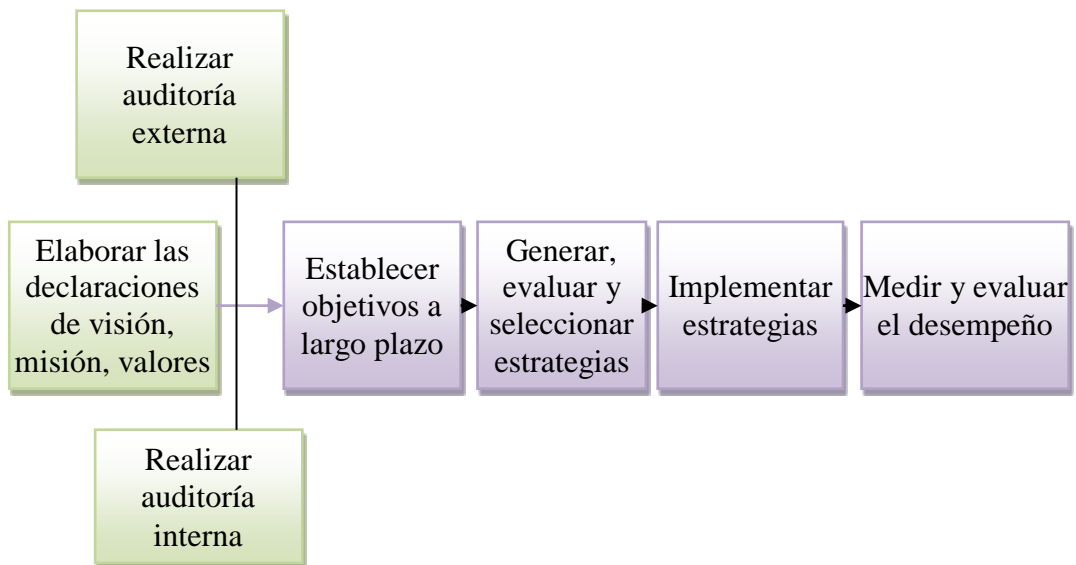 Realizar
auditoría
externa
Elaborar las
declaraciones
de visión,
misión, valores
Establecer
objetivos a
largo plazo
Generar,
evaluar y
seleccionar
estrategias
Implementar
estrategias
Medir y evaluar
el desempeño
Realizar
auditoría
interna